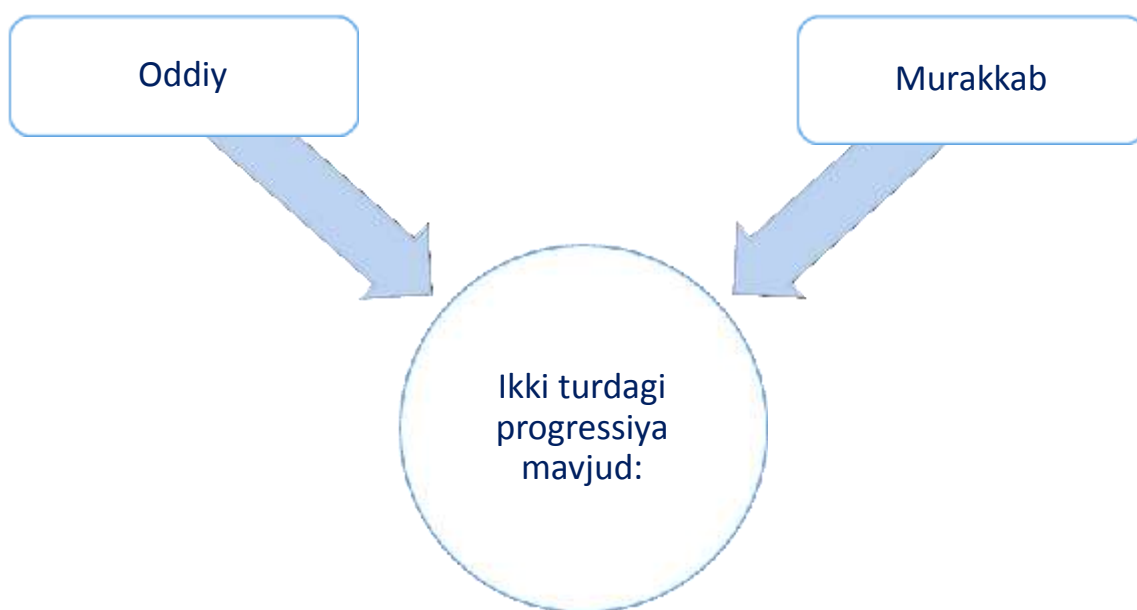 Oddiy
Murakkab
Ikki turdagi
progressiya
mavjud: